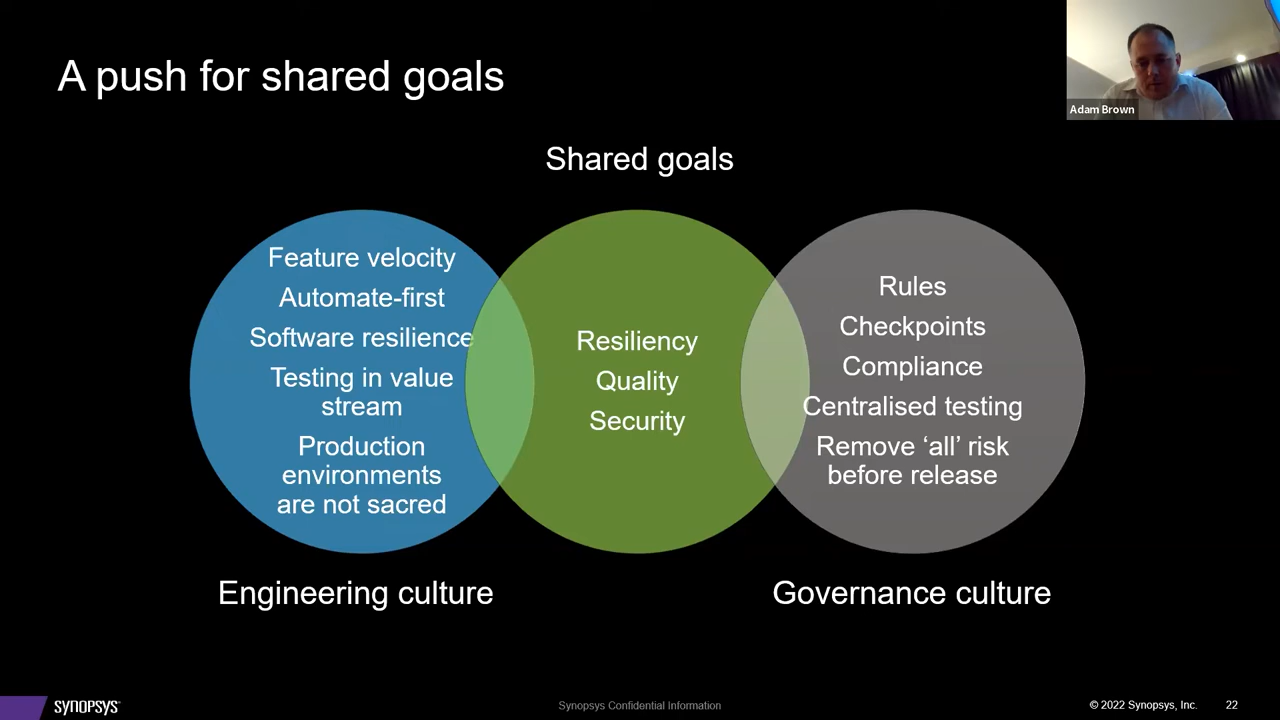 A push for shared goals
Adam Brown
Shared goals
Feature velocity
Automate-first
Software resilience
Testing in value
stream
Production
environments
are not sacred
Resiliency
Quality
Security
Rules
Checkpoints
Compliance
Centralised testing
Remove ‘all’ risk
before release
Engineering culture
Governance culture
SYNOPSYS
Synopsys Confidential Information
© 2022 Synopsys, Inc.
22